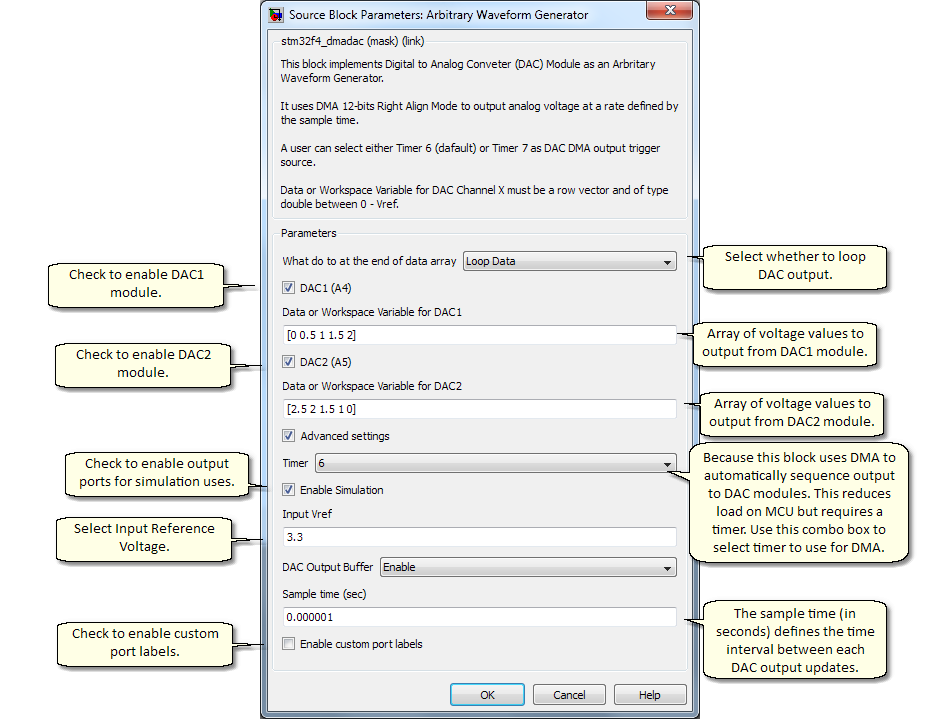 Source Block Parameters: Arbitrary Waveform Generator
stm32f4_dmadac (mask) (link)
This block implements Digital to Analog Conveter (DAC) Module as an Arbritary
Waveform Generator.
It uses DMA 12-bits Right Align Mode to output analog voltage at a rate defined by
the sample time.
A user can select either Timer 6 (dafault) or Timer 7 as DAC DMA output trigger
source.
Data or Workspace Variable for DAC Channel X must be a row vector and of type
double between 0 - Vref.
Parameters
What do to at the end of data array
Loop Data
Select whether to loop
DAC output.
Check to enable DAC1
module.
DAC1 (A4)
Data or Workspace Variable for DAC1
[0 0.5 1 1.5 2]
Array of voltage values to
output from DAC1 module.
Check to enable DAC2
module.
DAC2 (A5)
Data or Workspace Variable for DAC2
[2.5 2 1.5 1 0]
Array of voltage values to
output from DAC2 module.
Advanced settings
Timer
6
Because this block uses DMA to
automatically sequence output
to DAC modules. This reduces
load on MCU but requires a
timer. Use this combo box to
select timer to use for DMA.
Check to enable output
ports for simulation uses.
Enable Simulation
Select Input Reference
Voltage.
Input Vref
3.3
DAC Output Buffer
Enable
Sample time (sec)
0.000001
The sample time (in
seconds) defines the time
interval between each
DAC output updates.
Check to enable custom
port labels.
Enable custom port labels
OK
Cancel
Help